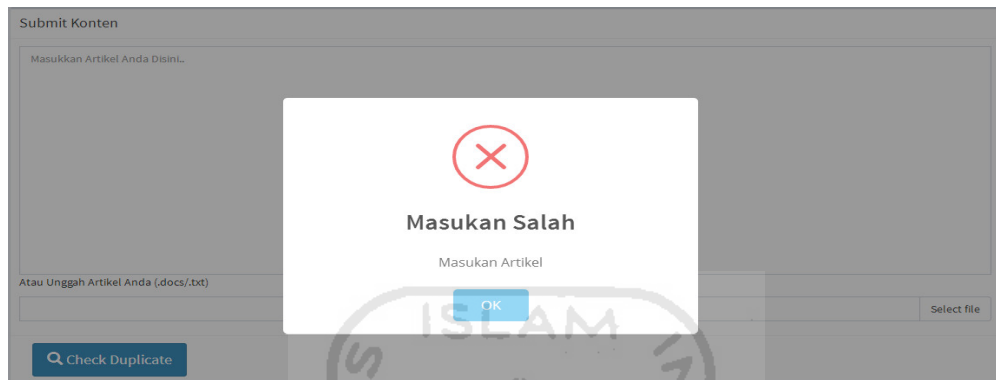 Submit Konten
Masukkan Artikel Anda Disini..
Masukan Salah
Masukan Artikel
OK
Atau Unggah Artikel Anda (.docs/.txt)
Select file
ISLAM
Check Duplicate